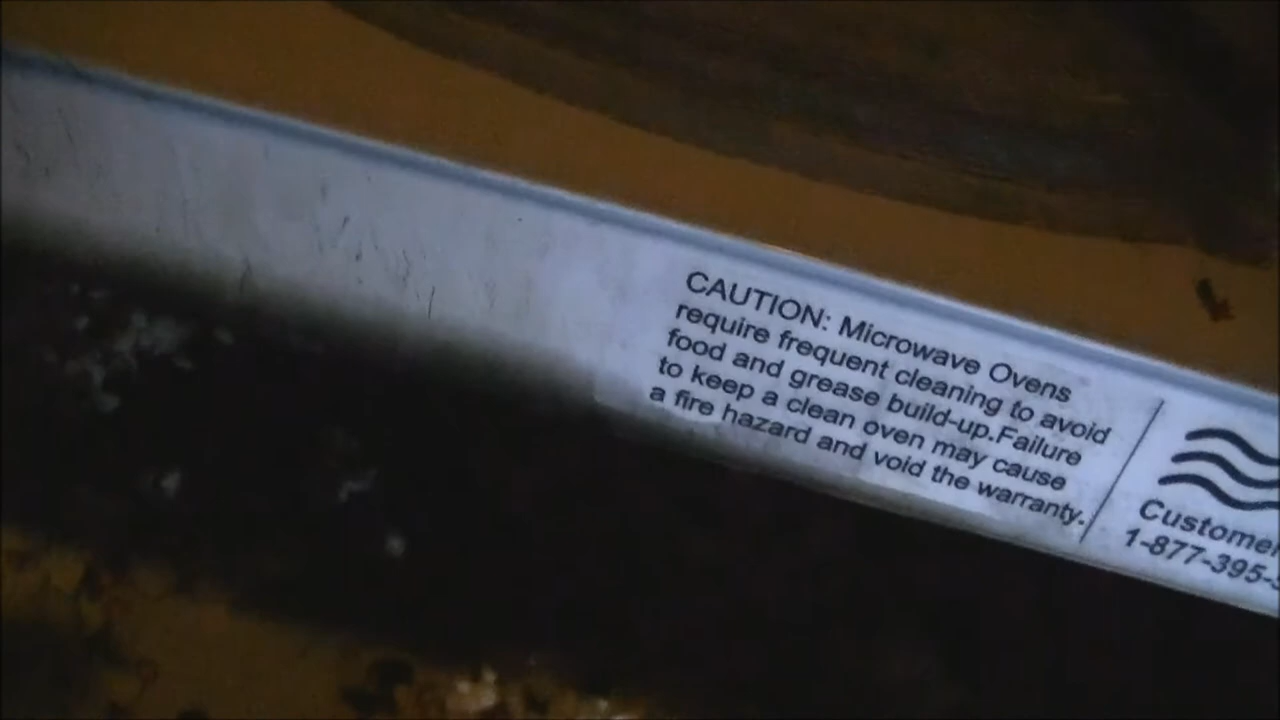 CAUTION: Microwave Ovens
require frequent cleaning to avoid
food and grease build-up.Failure
to keep a clean oven may cause
a fire hazard and void the warranty.
Customer
1-877-395-